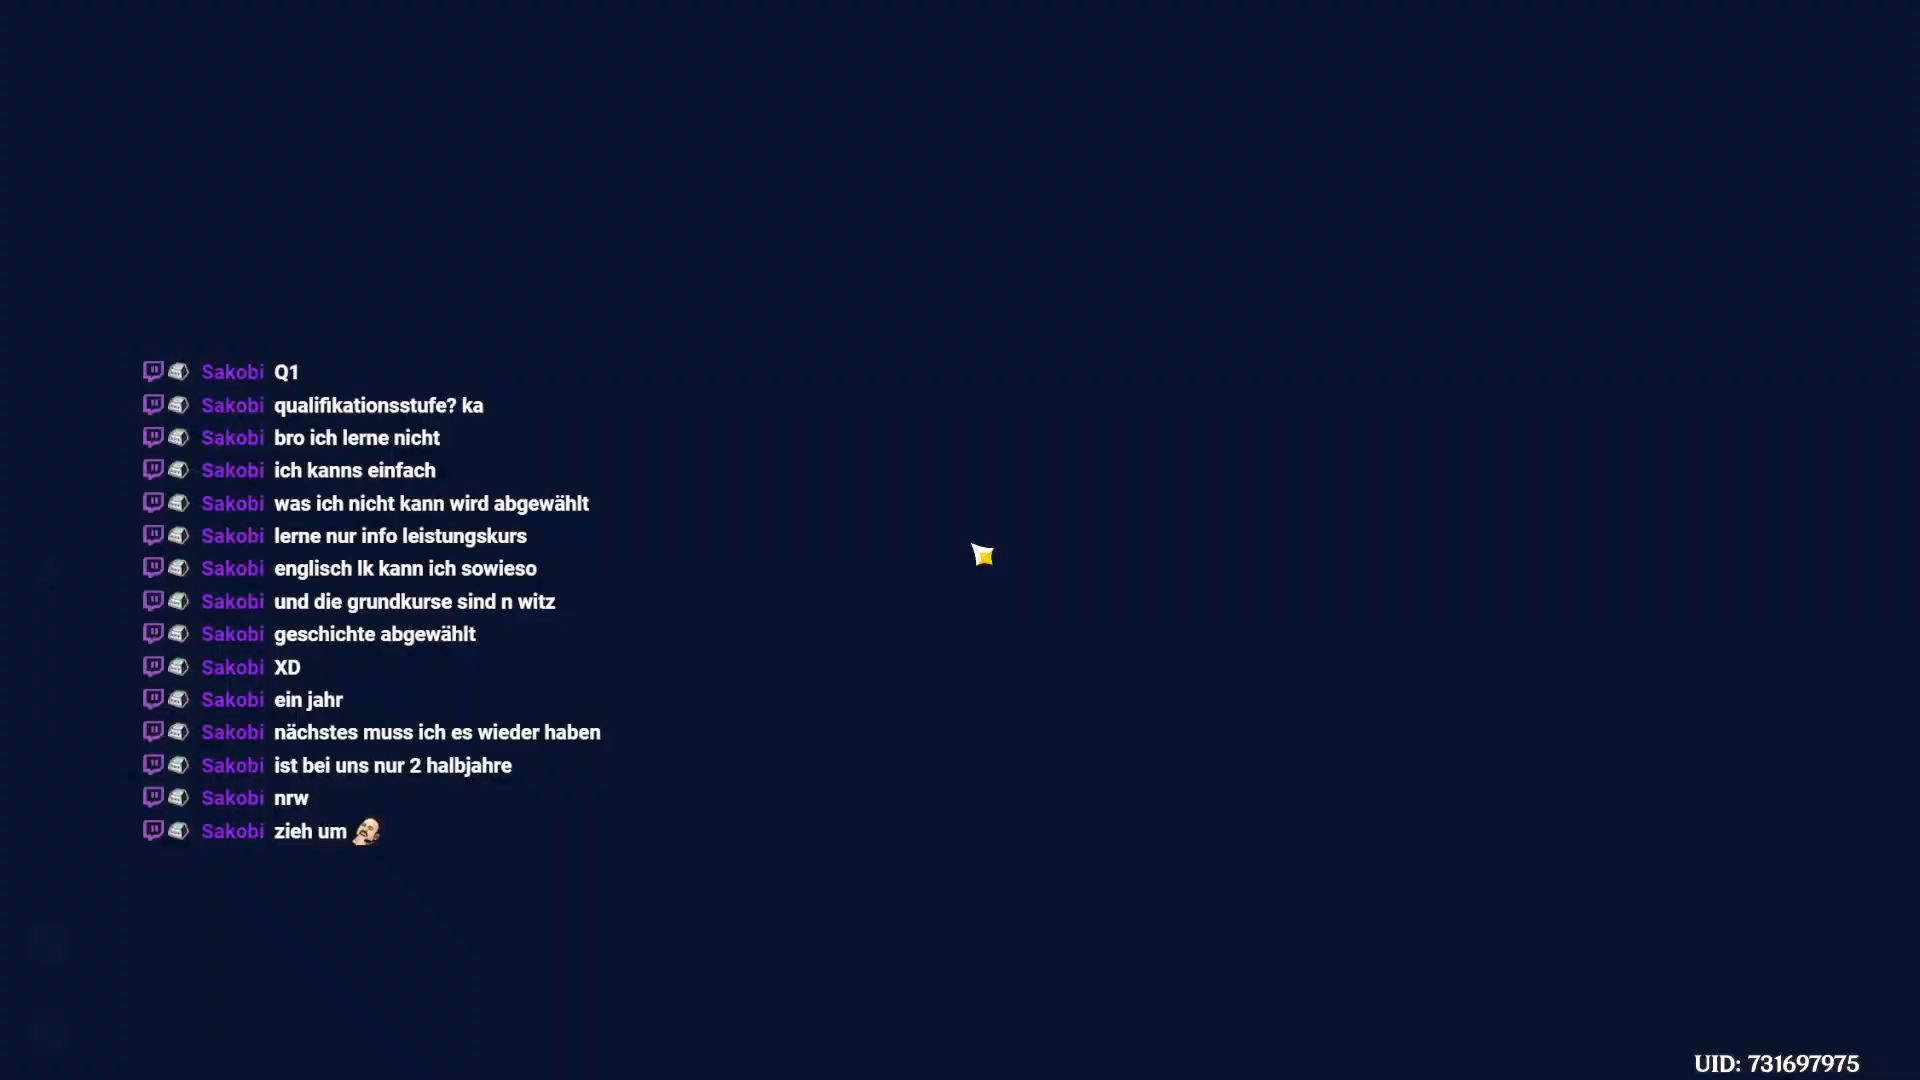 Sakobi Q1
Sakobi qualifikationsstufe? ka
Sakobi bro ich lerne nicht
Sakobi ich kanns einfach
Sakobi was ich nicht kann wird abgewählt
Sakobi lerne nur info leistungskurs
Sakobi englisch lk kann ich sowieso
Sakobi und die grundkurse sind n witz
Sakobi geschichte abgewählt
Sakobi XD
Sakobi ein jahr
Sakobi nächstes muss ich es wieder haben
Sakobi ist bei uns nur 2 halbjahre
Sakobi nrw
Sakobi zieh um
UID: 731697975